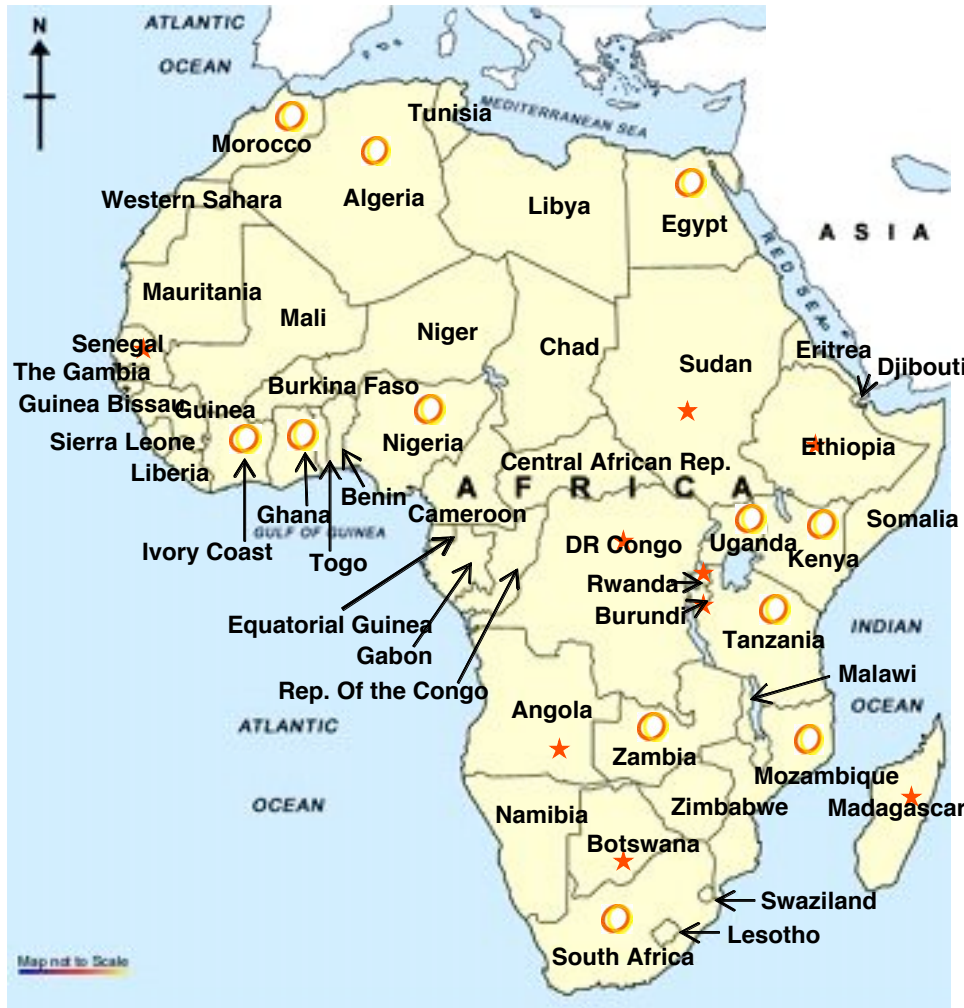 N
ATLANTIC
OCEAN
Tunisia
MEDITERRANEAN SEA
Morocco
Western Sahara
Algeria
Libya
Egypt
A S I A
RED SEA
Mauritania
Mali
Niger
Chad
Sudan
Eritrea
Djibouti
Senegal
The Gambia
Guinea Bissau
Guinea
Burkina Faso
Sierra Leone
Liberia
Nigeria
Ethiopia
Central African Rep.
A F R I C A
Benin
Ghana
Cameroon
Somalia
GULF OF GUINEA
Ivory Coast
Togo
DR Congo
Uganda
Kenya
Rwanda
Burundi
Equatorial Guinea
Gabon
Rep. Of the Congo
Tanzania
INDIAN
OCEAN
Malawi
Angola
Zambia
ATLANTIC
OCEAN
Mozambique
Madagascar
Namibia
Zimbabwe
Botswana
Swaziland
Lesotho
South Africa
Map not to Scale